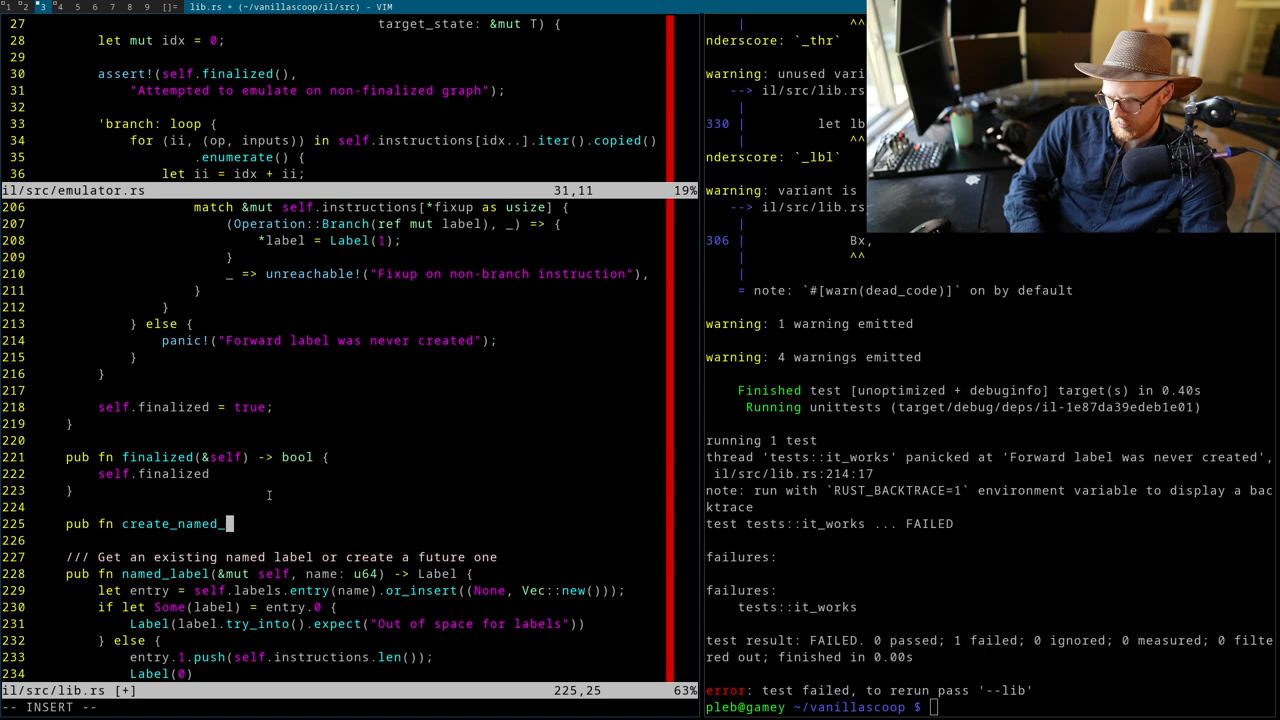 1 2 3 4 5 6 7 8 9 []= lib.rs + (~/vanillascoop/il/src) - VIM
27                                            target_state: &mut T) {
28         let mut idx = 0;
29
30         assert!(self.finalized(),
31             "Attempted to emulate on non-finalized graph");
32
33         'branch: loop {
34             for (ii, (op, inputs)) in self.instructions[idx..].iter().copied()
35                     .enumerate() {
36                 let ii = idx + ii;
il/src/emulator.rs 31,11 19%
206                     match &mut self.instructions[*fixup as usize] {
207                         (Operation::Branch(ref mut label), _) => {
208                             *label = Label(1);
209                         }
210                         _ => unreachable!("Fixup on non-branch instruction"),
211                     }
212                 }
213             } else {
214                 panic!("Forward label was never created");
215             }
216         }
217
218         self.finalized = true;
219     }
220
221     pub fn finalized(&self) -> bool {
222         self.finalized
223     }
224
225     pub fn create_named_
226
227     /// Get an existing named label or create a future one
228     pub fn named_label(&mut self, name: u64) -> Label {
229         let entry = self.labels.entry(name).or_insert((None, Vec::new()));
230         if let Some(label) = entry.0 {
231             Label(label.try_into().expect("Out of space for labels"))
232         } else {
233             entry.1.push(self.instructions.len());
234             Label(0)
il/src/lib.rs [+] 225,25 63%
-- INSERT --
    |             ^^
nderscore: `_thr`
warning: unused vari
   --> il/src/lib.rs
    |
330 |         let lb
    |             ^^
nderscore: `_lbl`
warning: variant is
   --> il/src/lib.rs
    |
306 |             Bx,
    |             ^^
    |
    = note: `#[warn(dead_code)]` on by default
warning: 1 warning emitted
warning: 4 warnings emitted
    Finished test [unoptimized + debuginfo] target(s) in 0.40s
     Running unittests (target/debug/deps/il-1e87da39edeb1e01)
running 1 test
thread 'tests::it_works' panicked at 'Forward label was never created',
 il/src/lib.rs:214:17
note: run with `RUST_BACKTRACE=1` environment variable to display a bac
ktrace
test tests::it_works ... FAILED
failures:
failures:
    tests::it_works
test result: FAILED. 0 passed; 1 failed; 0 ignored; 0 measured; 0 filte
red out; finished in 0.00s
error: test failed, to rerun pass '--lib'
pleb@gamey ~/vanillascoop $